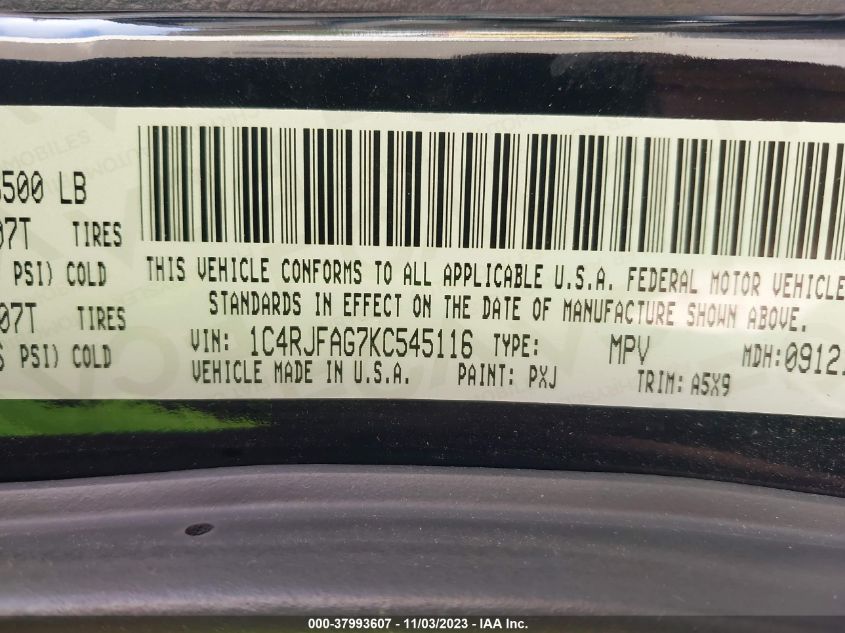 500 LB
07T TIRES
PSI) COLD
07T TIRES
PSI) COLD
THIS VEHICLE CONFORMS TO ALL APPLICABLE U.S.A. FEDERAL MOTOR VEHICLE
STANDARDS IN EFFECT ON THE DATE OF MANUFACTURE SHOWN ABOVE.
VIN: 1C4RJFAG7KC545116 TYPE: MPV MDH:0912
VEHICLE MADE IN U.S.A. PAINT: PXJ TRIM: A5X9
000-37993607 - 11/03/2023 - IAA Inc.